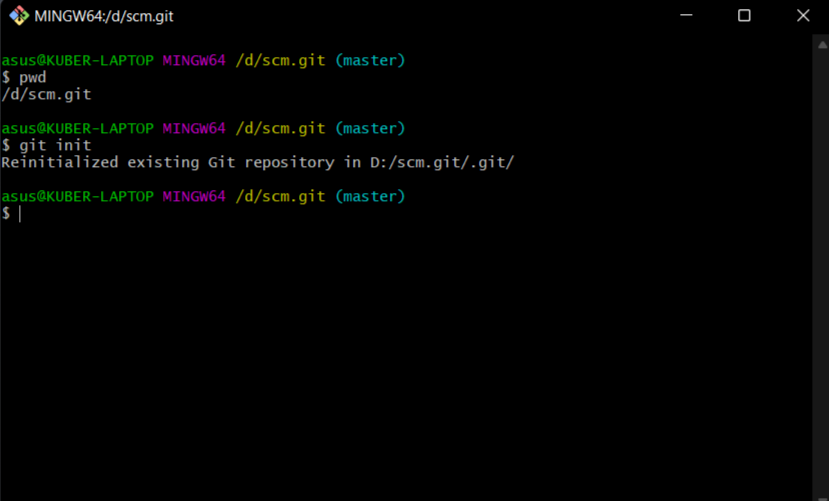 MINGW64:/d/scm.git
asus@KUBER-LAPTOP MINGW64 /d/scm.git (master)
$ pwd
/d/scm.git
asus@KUBER-LAPTOP MINGW64 /d/scm.git (master)
$ git init
Reinitialized existing Git repository in D:/scm.git/.git/
asus@KUBER-LAPTOP MINGW64 /d/scm.git (master)
$